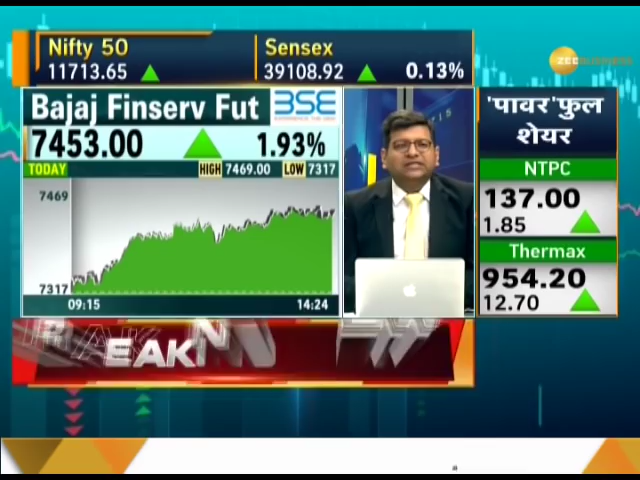 Nifty 50
11713.65
Sensex
39108.92 0.13%
ZEE BUSINESS
Bajaj Finserv Fut BSE
7453.00 1.93%
TODAY HIGH 7469.00 LOW 7317
7469
7317
09:15 14:24
'पावर'फुल
शेयर
NTPC
137.00
1.85
Thermax
954.20
12.70